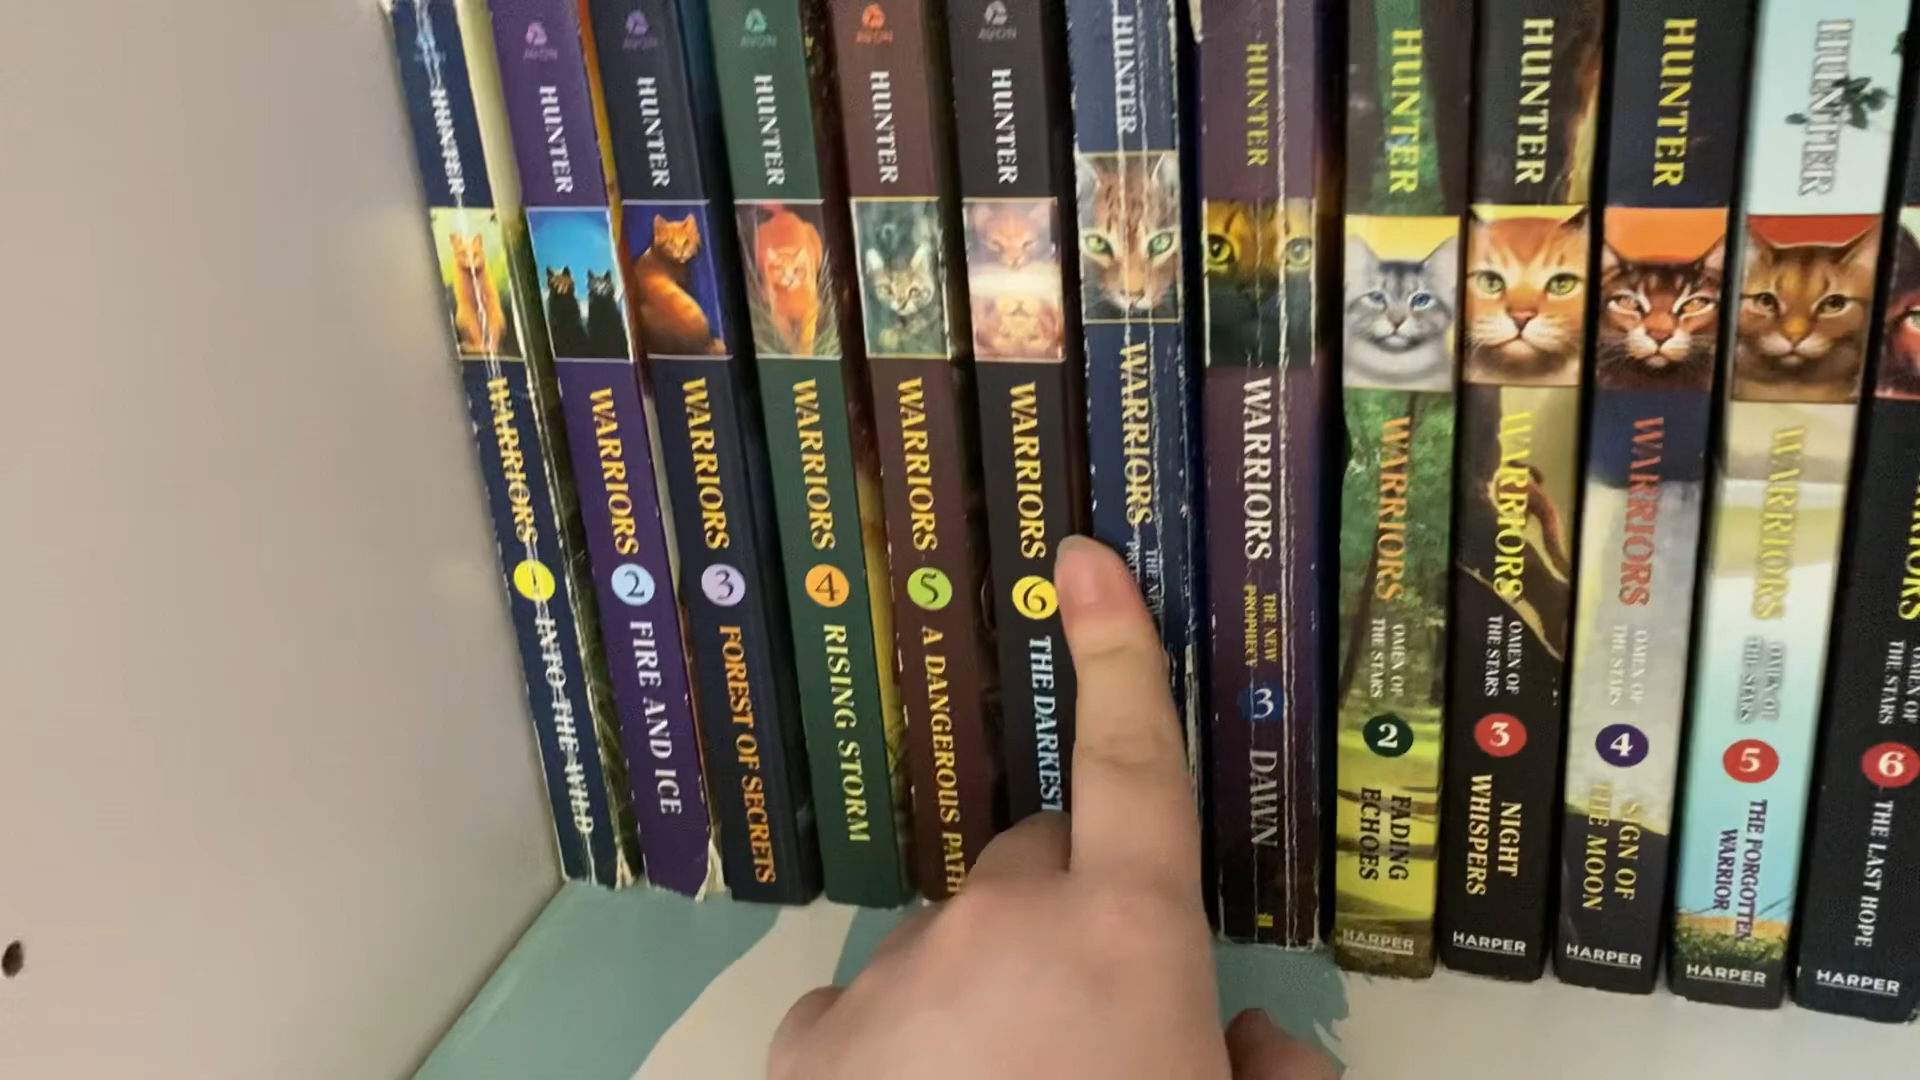 AVON
HUNTER
WARRIORS
1
INTO THE WILD
AVON
HUNTER
WARRIORS
2
FIRE AND ICE
AVON
HUNTER
WARRIORS
3
FOREST OF SECRETS
AVON
HUNTER
WARRIORS
4
RISING STORM
AVON
HUNTER
WARRIORS
5
A DANGEROUS PATH
AVON
HUNTER
WARRIORS
6
THE DARKEST
HUNTER
WARRIORS
THE NEW
HUNTER
WARRIORS
THE NEW
PROPHECY
3
DAWN
HUNTER
WARRIORS
OMEN OF
THE STARS
2
FADING
ECHOES
HARPER
HUNTER
WARRIORS
OMEN OF
THE STARS
3
NIGHT
WHISPERS
HARPER
HUNTER
WARRIORS
OMEN OF
THE STARS
4
SIGN OF
THE MOON
HARPER
HUNTER
WARRIORS
OMEN OF
THE STARS
5
THE FORGOTTEN
WARRIOR
HARPER
WARRIORS
OMEN OF
THE STARS
6
THE LAST HOPE
HARPER